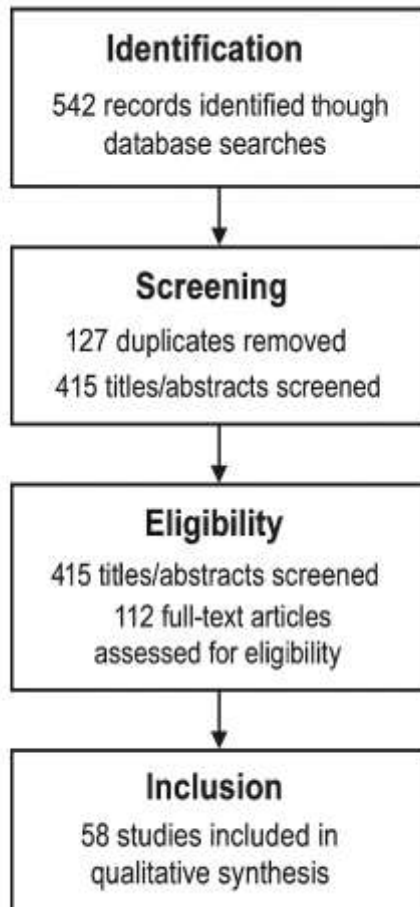 Identification
542 records identified though
database searches
Screening
127 duplicates removed
415 titles/abstracts screened
Eligibility
415 titles/abstracts screened
112 full-text articles
assessed for eligibility
Inclusion
58 studies included in
qualitative synthesis